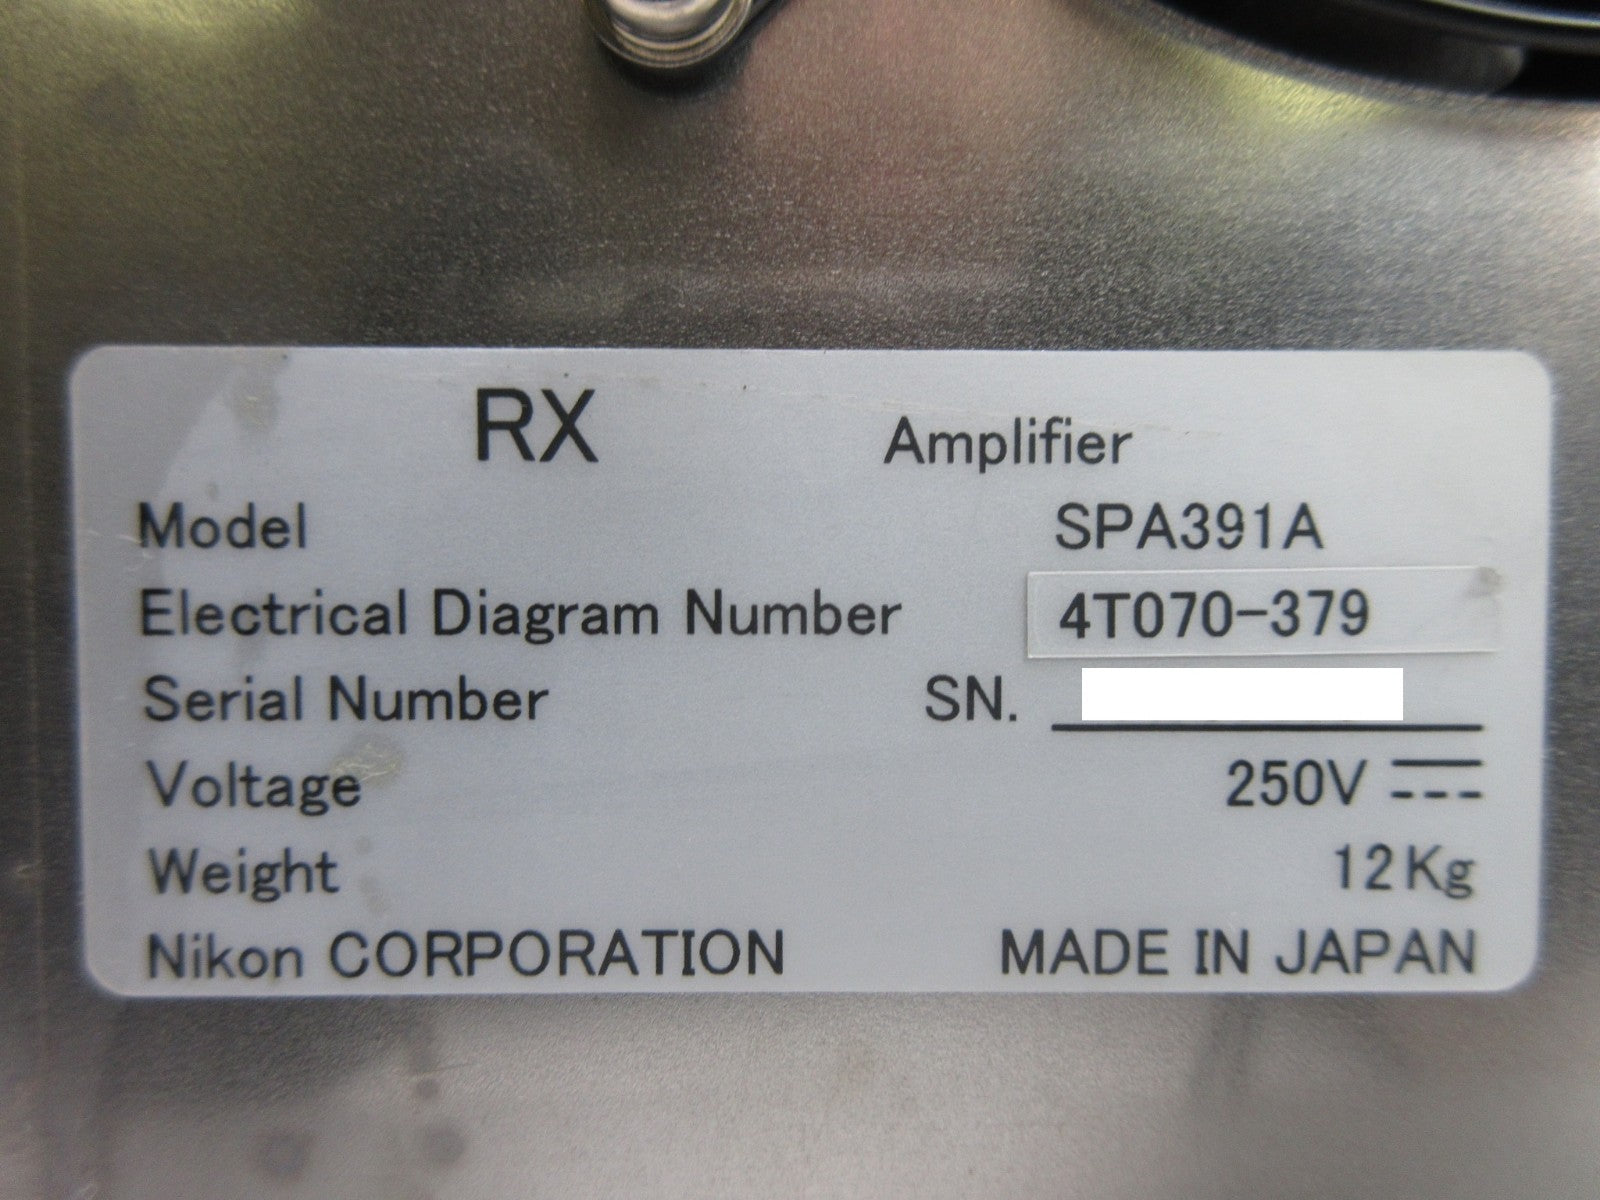 RX Amplifier
Model SPA391A
Electrical Diagram Number 4T070-379
Serial Number SN.
Voltage 250V ⎓
Weight 12Kg
Nikon CORPORATION MADE IN JAPAN